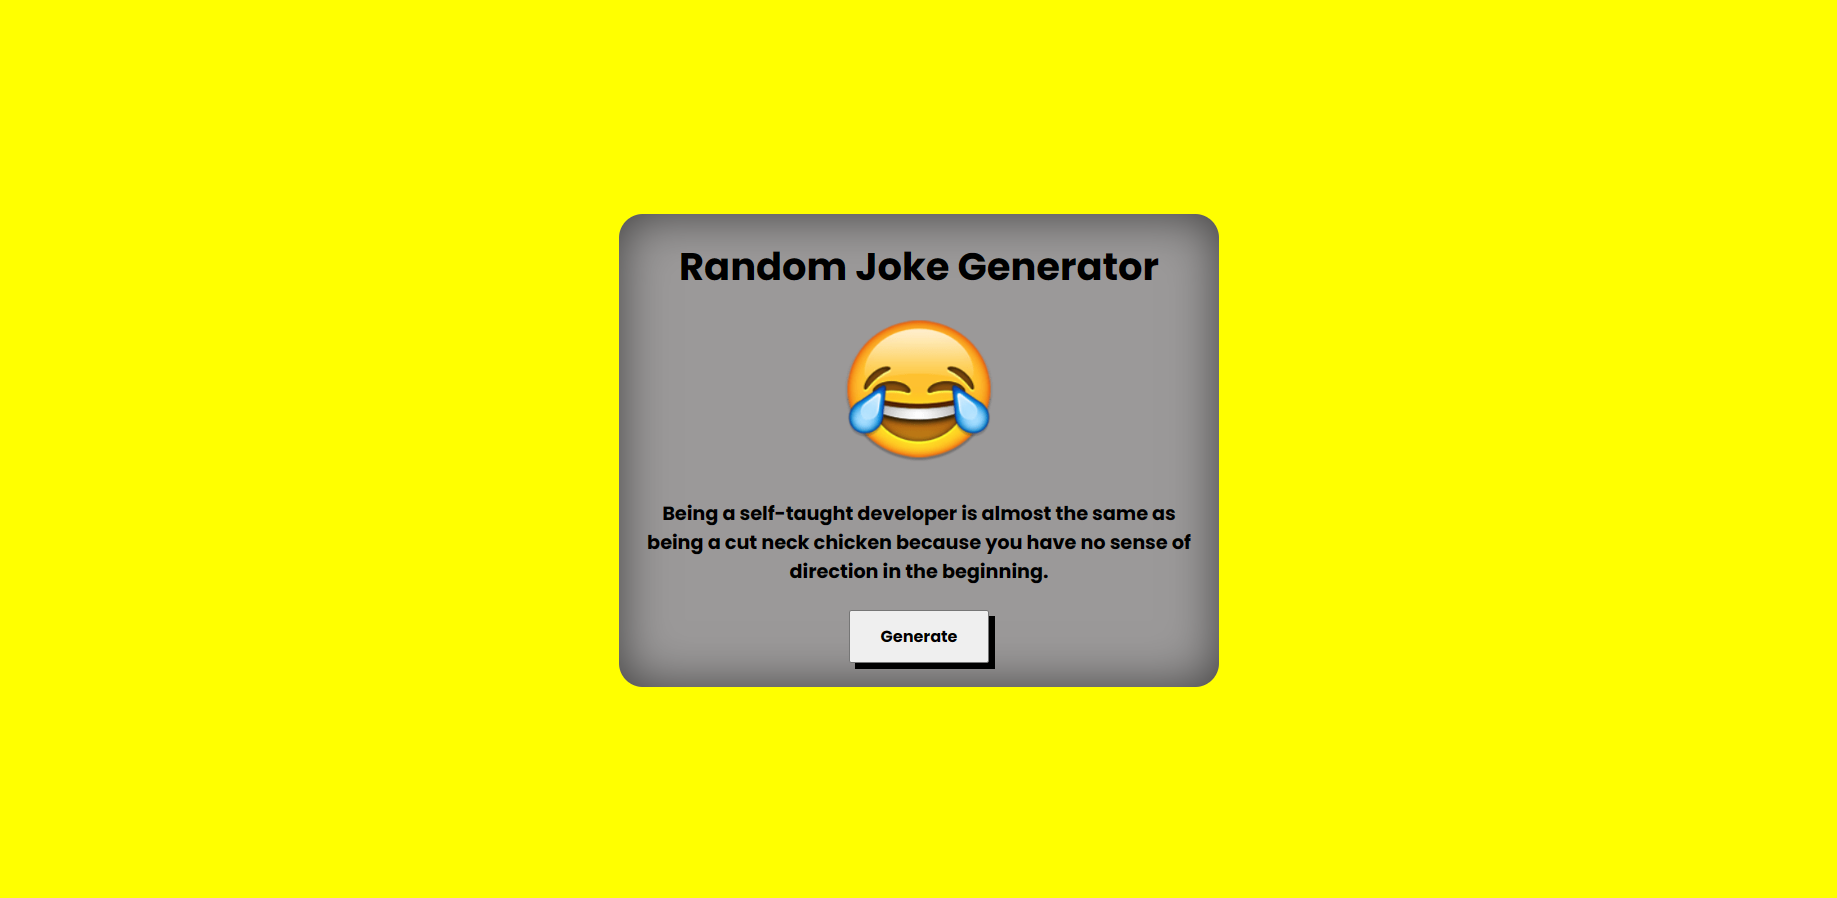 Random Joke Generator
Being a self-taught developer is almost the same as
being a cut neck chicken because you have no sense of
direction in the beginning.
Generate